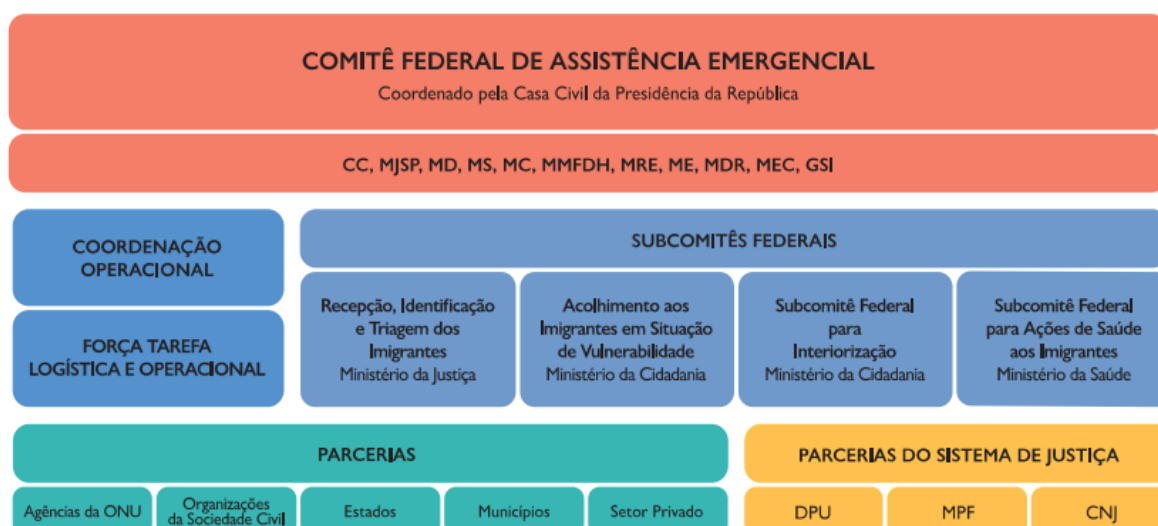 COMITÊ FEDERAL DE ASSISTÊNCIA EMERGENCIAL
Coordenado pela Casa Civil da Presidência da República
CC, MJSP, MD, MS, MC, MMFDH, MRE, ME, MDR, MEC, GSI
COORDENAÇÃO
OPERACIONAL
FORÇA TAREFA
LOGÍSTICA E OPERACIONAL
SUBCOMITÊS FEDERAIS
Recepção, Identificação
e Triagem dos
Imigrantes
Ministério da Justiça
Acolhimento aos
Imigrantes em Situação
de Vulnerabilidade
Ministério da Cidadania
Subcomitê Federal
para
Interiorização
Ministério da Cidadania
Subcomitê Federal
para Ações de Saúde
aos Imigrantes
Ministério da Saúde
PARCERIAS
Agências da ONU
Organizações
da Sociedade Civil
Estados
Municípios
Setor Privado
PARCERIAS DO SISTEMA DE JUSTIÇA
DPU
MPF
CNJ